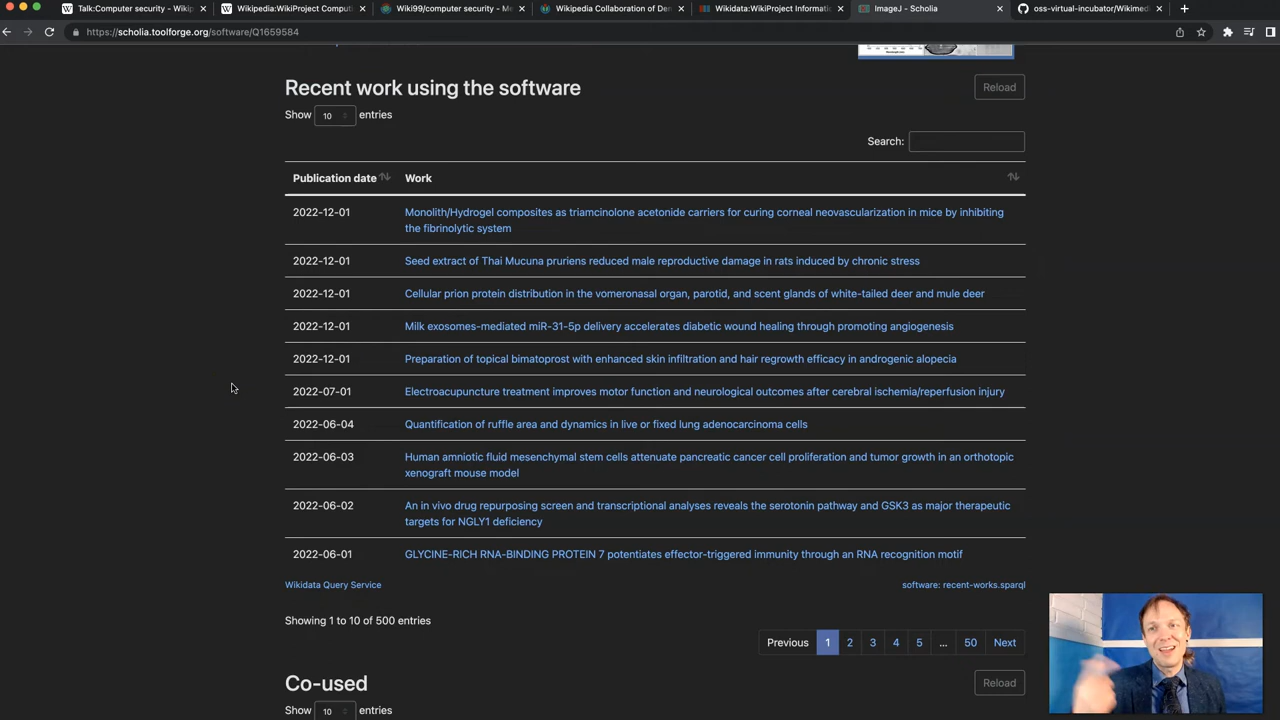 Talk:Computer security - Wikip
Wikipedia:WikiProject Computi
Wiki99/computer security - Me
Wikipedia Collaboration of Den
Wikidata:WikiProject Informati
ImageJ - Scholia
oss-virtual-incubator/Wikimedi
https://scholia.toolforge.org/software/Q1659584
Recent work using the software
Reload
Show 10 entries
Search:
Publication date
Work
2022-12-01 Monolith/Hydrogel composites as triamcinolone acetonide carriers for curing corneal neovascularization in mice by inhibiting
the fibrinolytic system
2022-12-01 Seed extract of Thai Mucuna pruriens reduced male reproductive damage in rats induced by chronic stress
2022-12-01 Cellular prion protein distribution in the vomeronasal organ, parotid, and scent glands of white-tailed deer and mule deer
2022-12-01 Milk exosomes-mediated miR-31-5p delivery accelerates diabetic wound healing through promoting angiogenesis
2022-12-01 Preparation of topical bimatoprost with enhanced skin infiltration and hair regrowth efficacy in androgenic alopecia
2022-07-01 Electroacupuncture treatment improves motor function and neurological outcomes after cerebral ischemia/reperfusion injury
2022-06-04 Quantification of ruffle area and dynamics in live or fixed lung adenocarcinoma cells
2022-06-03 Human amniotic fluid mesenchymal stem cells attenuate pancreatic cancer cell proliferation and tumor growth in an orthotopic
xenograft mouse model
2022-06-02 An in vivo drug repurposing screen and transcriptional analyses reveals the serotonin pathway and GSK3 as major therapeutic
targets for NGLY1 deficiency
2022-06-01 GLYCINE-RICH RNA-BINDING PROTEIN 7 potentiates effector-triggered immunity through an RNA recognition motif
Wikidata Query Service
software: recent-works.sparql
Showing 1 to 10 of 500 entries
Previous 1 2 3 4 5 ... 50 Next
Co-used
Reload
Show 10 entries